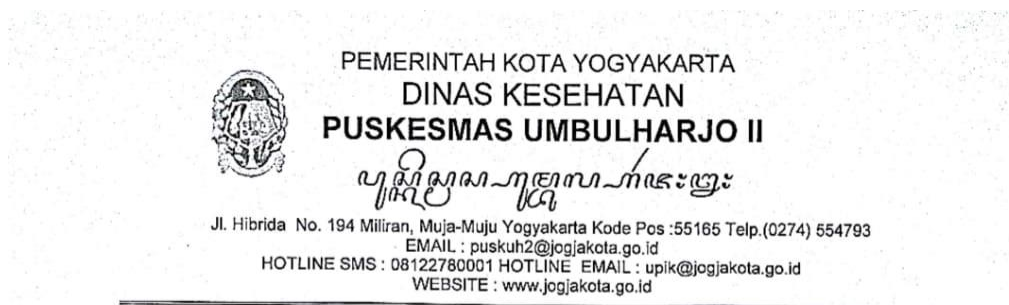 PEMERINTAH KOTA YOGYAKARTA
DINAS KESEHATAN
PUSKESMAS UMBULHARJO II
Jl. Hibrida No. 194 Miliran, Muja-Muju Yogyakarta Kode Pos :55165 Telp.(0274) 554793
EMAIL : puskuh2@jogjakota.go.id
HOTLINE SMS : 08122780001 HOTLINE EMAIL : upik@jogjakota.go.id
WEBSITE : www.jogjakota.go.id